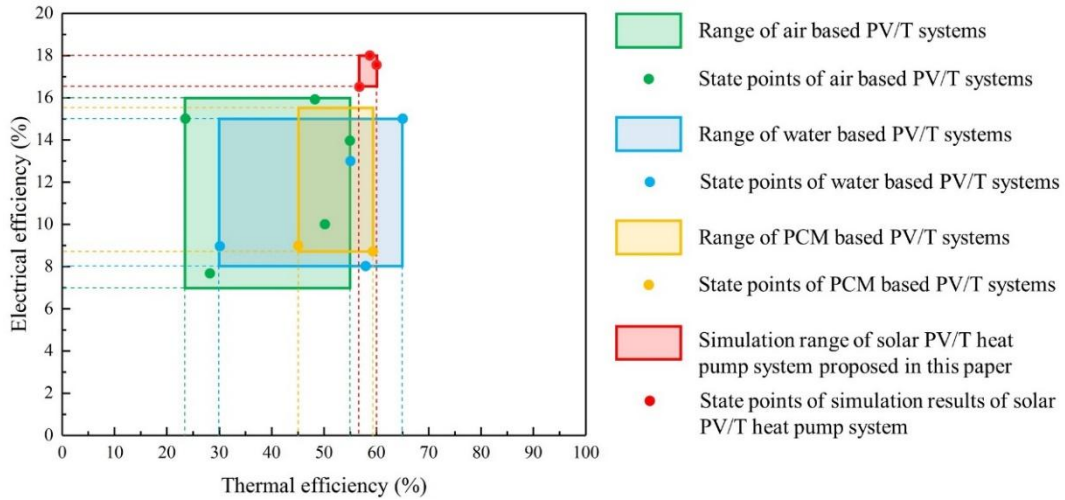 20
18
16
14
12
10
8
6
4
2
0
Electrical efficiency (%)
0 10 20 30 40 50 60 70 80 90 100
Thermal efficiency (%)
Range of air based PV/T systems
State points of air based PV/T systems
Range of water based PV/T systems
State points of water based PV/T systems
Range of PCM based PV/T systems
State points of PCM based PV/T systems
Simulation range of solar PV/T heat
pump system proposed in this paper
State points of simulation results of solar
PV/T heat pump system